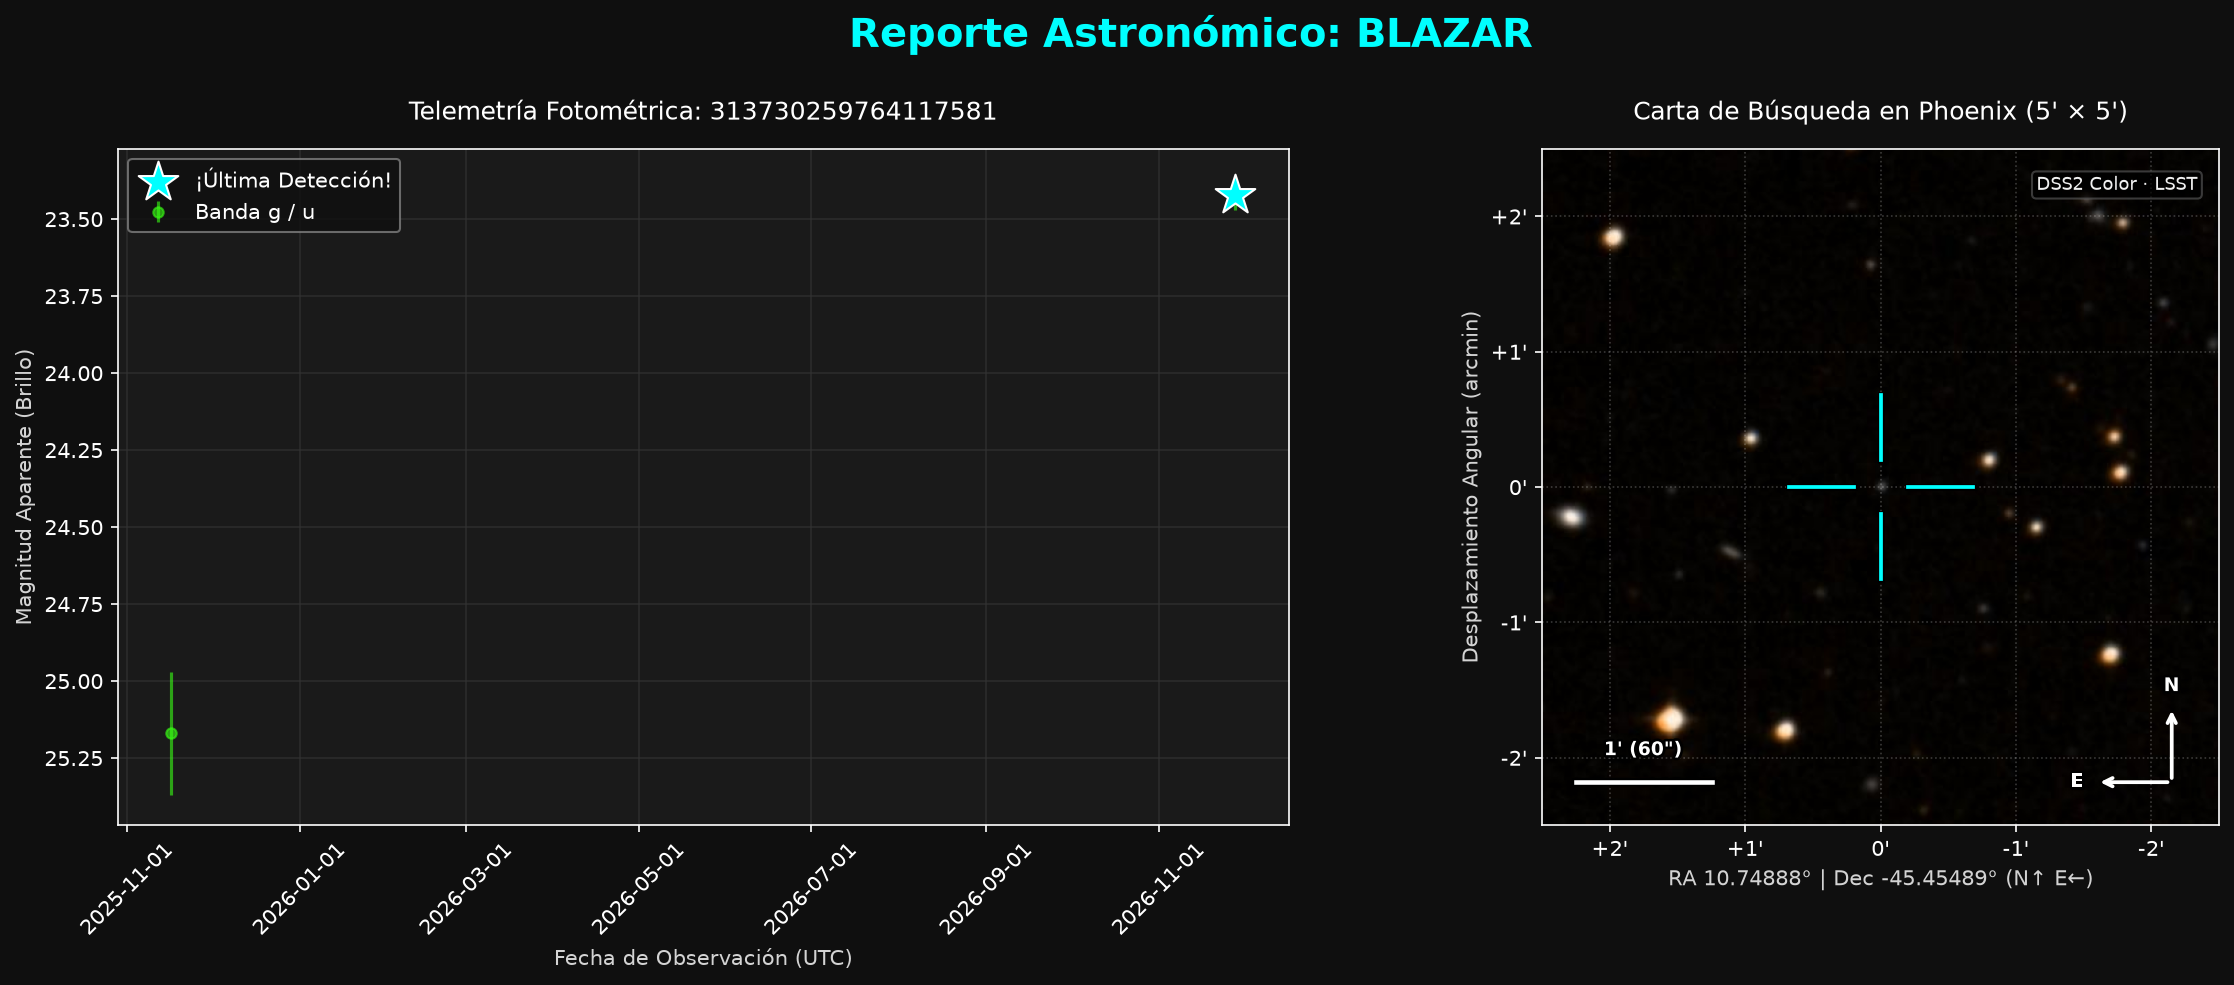 Reporte Astronómico: BLAZAR
Telemetría Fotométrica: 313730259764117581
¡Última Detección!
Banda g / u
Magnitud Aparente (Brillo)
23.50
23.75
24.00
24.25
24.50
24.75
25.00
25.25
2025-11-01
2026-01-01
2026-03-01
2026-05-01
2026-07-01
2026-09-01
2026-11-01
Fecha de Observación (UTC)
Carta de Búsqueda en Phoenix (5' × 5')
DSS2 Color · LSST
Desplazamiento Angular (arcmin)
+2'
+1'
0'
-1'
-2'
N
E
1' (60")
+2'
+1'
0'
-1'
-2'
RA 10.74888° | Dec -45.45489° (N↑ E←)